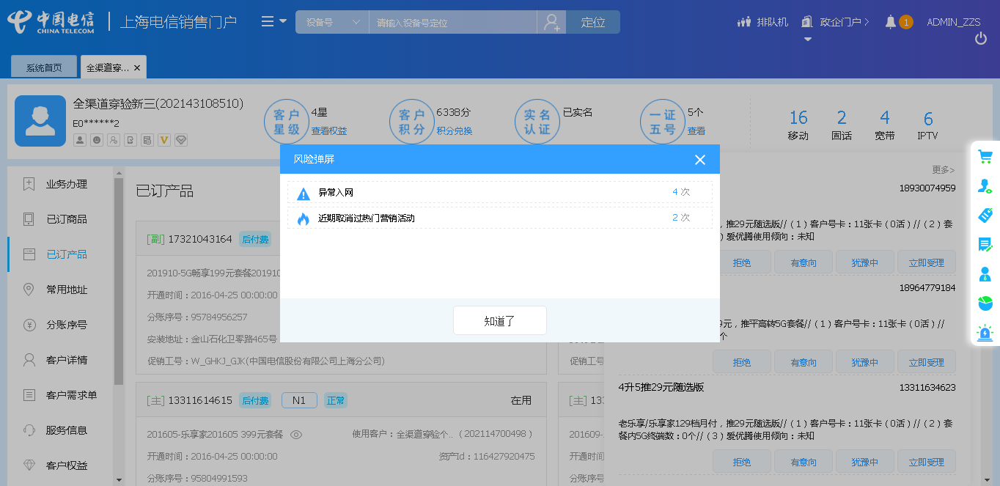 中国电信
CHINA TELECOM
上海电信销售门户
设备号
请输入设备号定位
定位
排队机
政企门户
1
ADMIN_ZZS
系统首页
全渠道穿...
全渠道穿验新三(202143108510)
E0******2
客户星级
4星
查看权益
客户积分
6338分
积分兑换
实名认证
已实名
一证五号
5个
查看
16
移动
2
固话
4
宽带
6
IPTV
业务办理
已订商品
已订产品
常用地址
分账序号
客户详情
客户需求单
服务信息
客户权益
已订产品
[副] 17321043164 后付费
201910-5G畅享199元套餐201910
开通时间：2016-04-25 00:00:00
分账序号：95784956257
安装地址：金山石化卫零路465号
促销工号：W_GHKJ_GJK(中国电信股份有限公司上海分公司)
促销工号
[主] 13311614615 后付费 N1 正常 在用
201605-乐享家201605 399元套餐
使用客户：全渠道穿验个..（202114700498）
开通时间：2016-04-25 00:00:00
资产Id：116427920475
分账序号：95804991593
[主] 133
201609-
开通时间
分账序号
风险弹屏
异常入网 4 次
近期取消过热门营销活动 2 次
知道了
更多>
18930074959
，推29元随选版//（1）客户号卡：11张卡（0活）//（2）套
）爱优腾使用倾向：未知
拒绝 有意向 犹豫中 立即受理
18964779184
9元，推平高转5G套餐//（1）客户号卡：11张卡（0活）//
个
拒绝 有意向 犹豫中 立即受理
4升5推29元随选版 13311634623
老乐享/乐享家129档月付，推29元随选版//（1）客户号卡：11张卡（0活）//（2）套
餐内5G终端数：0个//（3）爱优腾使用倾向：未知
拒绝 有意向 犹豫中 立即受理